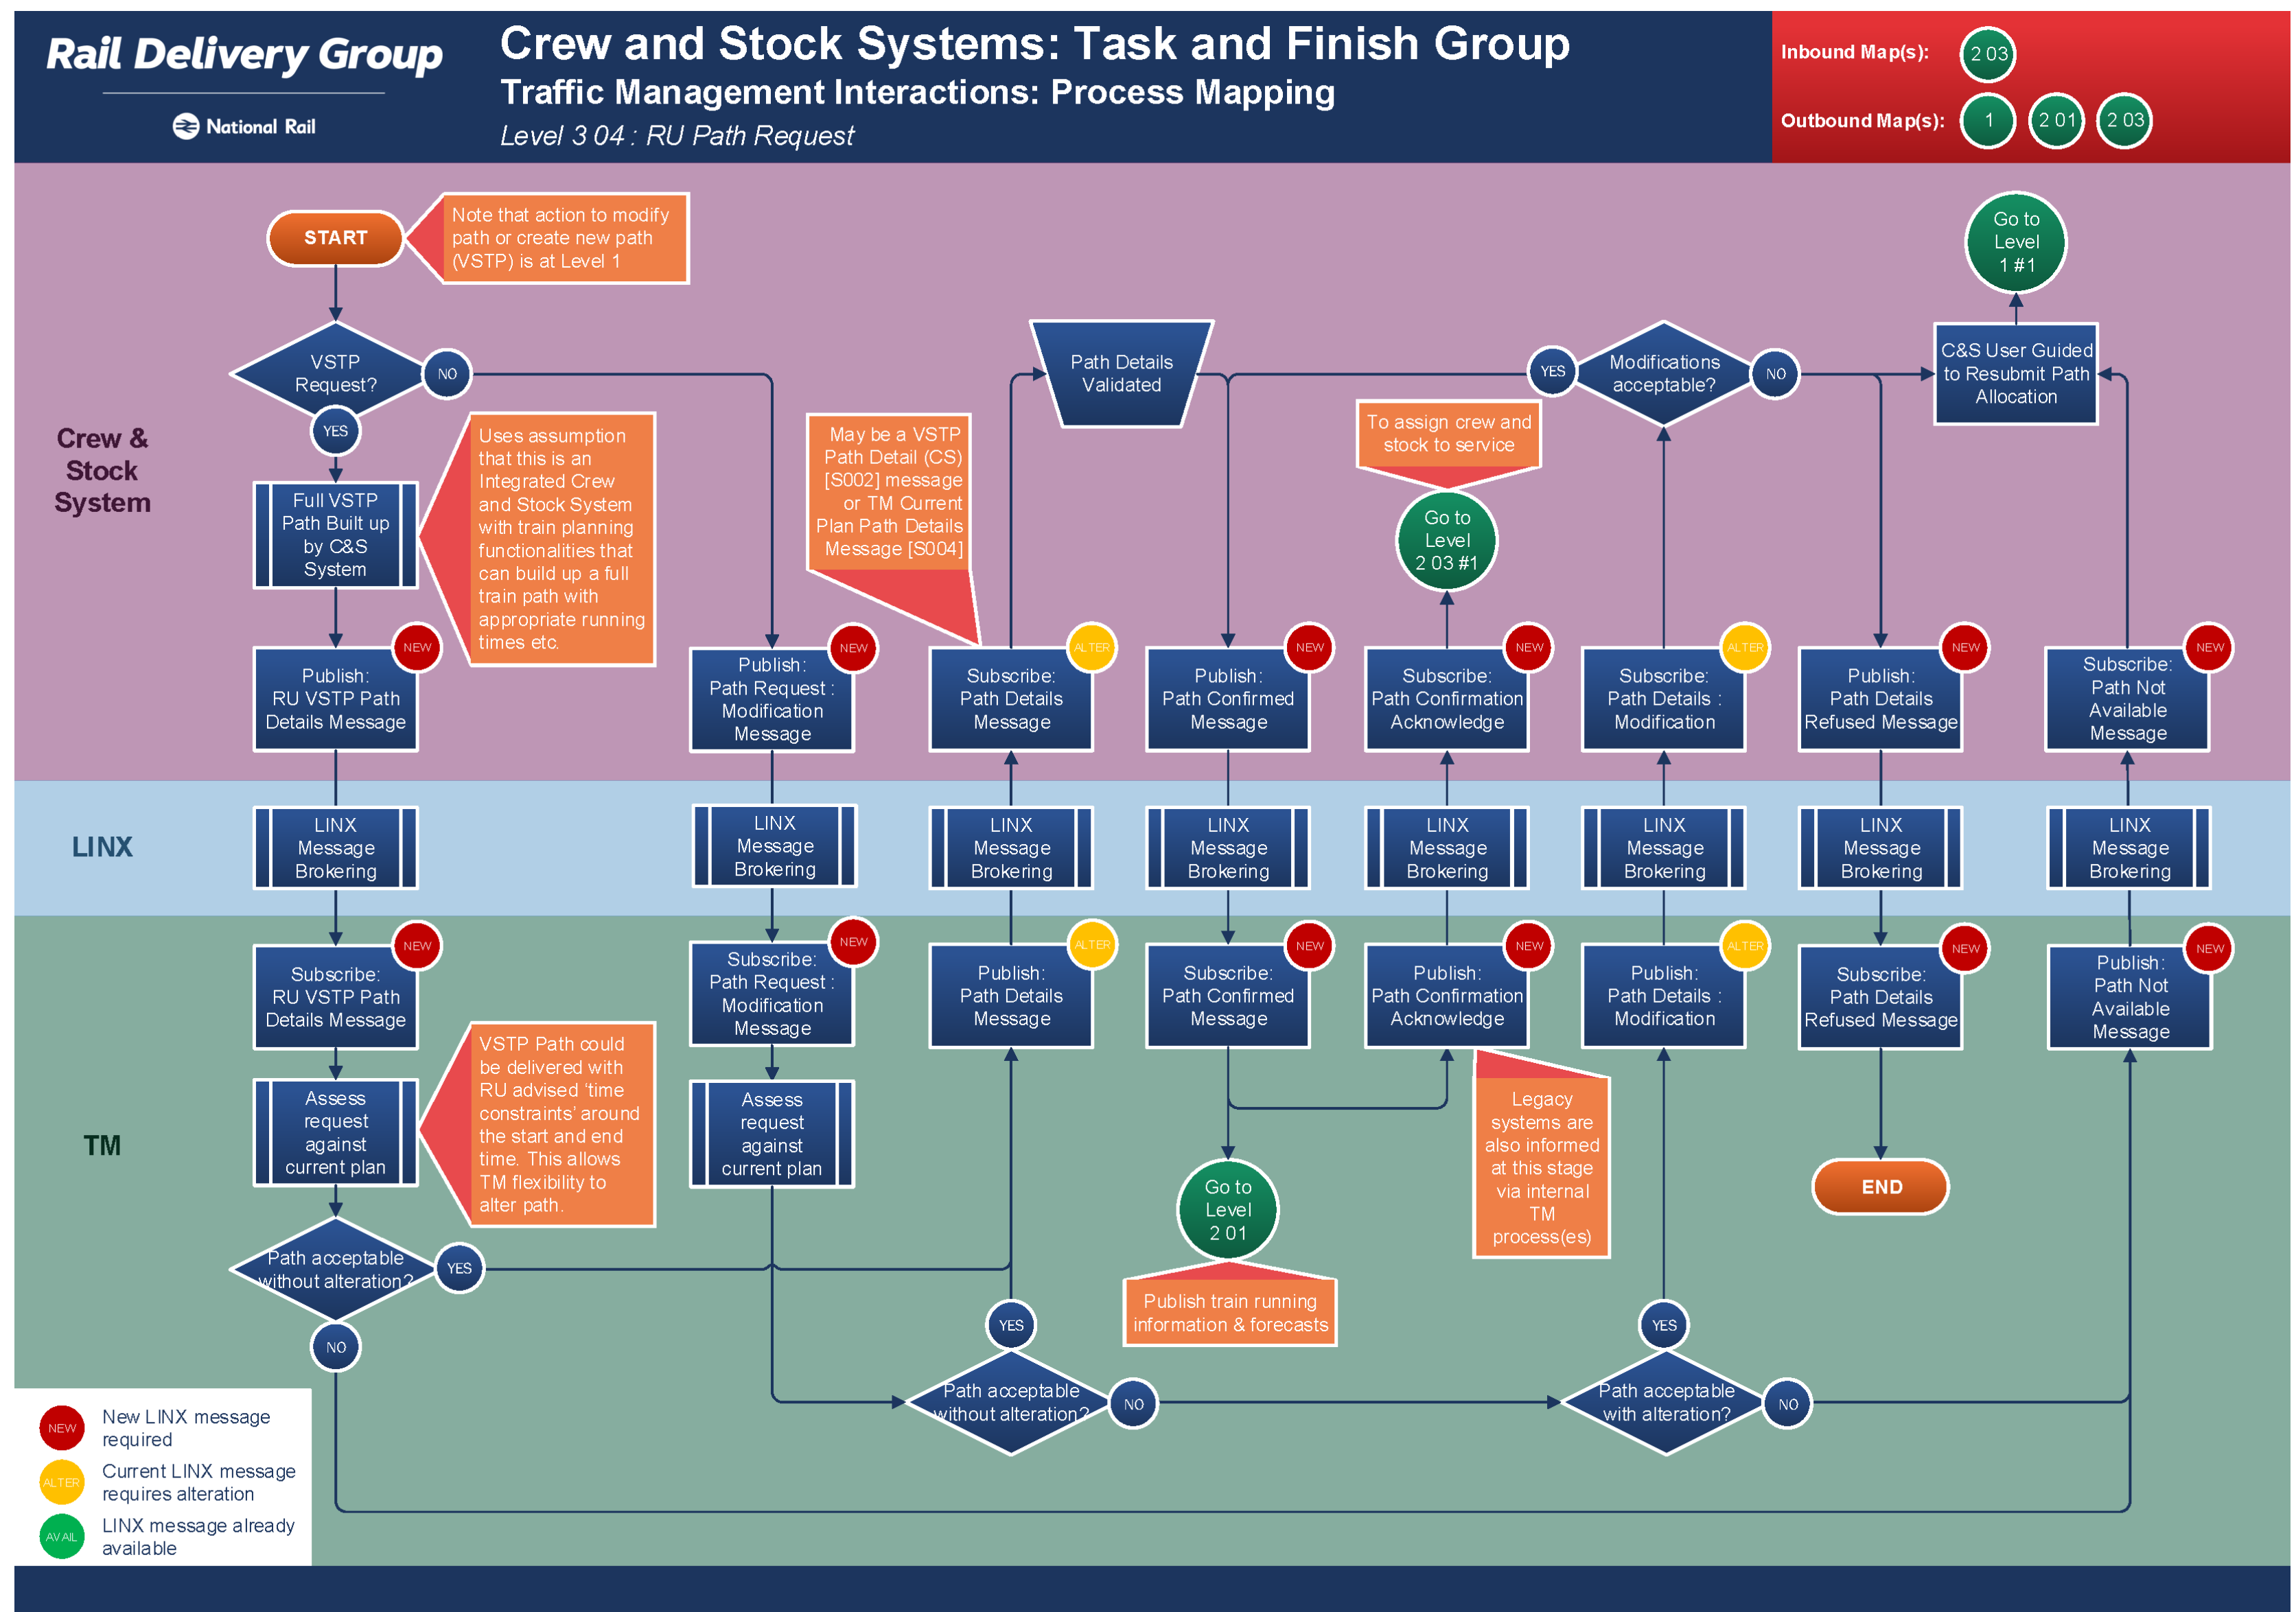 Rail Delivery Group
National Rail
Crew and Stock Systems: Task and Finish Group
Traffic Management Interactions: Process Mapping
Level 3 04 : RU Path Request
Inbound Map(s):
2 03
Outbound Map(s):
1
2 01
2 03
Crew &
Stock
System
START
Note that action to modify
path or create new path
(VSTP) is at Level 1
VSTP
Request?
NO
YES
Full VSTP
Path Built up
by C&S
System
Uses assumption
that this is an
Integrated Crew
and Stock System
with train planning
functionalities that
can build up a full
train path with
appropriate running
times etc.
May be a VSTP
Path Detail (CS)
[S002] message
or TM Current
Plan Path Details
Message [S004]
Path Details
Validated
To assign crew and
stock to service
Go to
Level
2 03 #1
YES
Modifications
acceptable?
NO
Go to
Level
1 #1
C&S User Guided
to Resubmit Path
Allocation
NEW
Publish:
RU VSTP Path
Details Message
NEW
Publish:
Path Request :
Modification
Message
ALTER
Subscribe:
Path Details
Message
NEW
Publish:
Path Confirmed
Message
NEW
Subscribe:
Path Confirmation
Acknowledge
ALTER
Subscribe:
Path Details :
Modification
NEW
Publish:
Path Details
Refused Message
NEW
Subscribe:
Path Not
Available
Message
LINX
LINX
Message
Brokering
LINX
Message
Brokering
LINX
Message
Brokering
LINX
Message
Brokering
LINX
Message
Brokering
LINX
Message
Brokering
LINX
Message
Brokering
LINX
Message
Brokering
TM
NEW
Subscribe:
RU VSTP Path
Details Message
NEW
Subscribe:
Path Request :
Modification
Message
ALTER
Publish:
Path Details
Message
NEW
Subscribe:
Path Confirmed
Message
NEW
Publish:
Path Confirmation
Acknowledge
ALTER
Publish:
Path Details :
Modification
NEW
Subscribe:
Path Details
Refused Message
NEW
Publish:
Path Not
Available
Message
Assess
request
against
current plan
VSTP Path could
be delivered with
RU advised ‘time
constraints’ around
the start and end
time. This allows
TM flexibility to
alter path.
Assess
request
against
current plan
Go to
Level
2 01
Publish train running
information & forecasts
Legacy
systems are
also informed
at this stage
via internal
TM
process(es)
END
Path acceptable
without alteration?
YES
NO
YES
Path acceptable
without alteration?
NO
YES
Path acceptable
with alteration?
NO
NEW
New LINX message
required
ALTER
Current LINX message
requires alteration
AVAIL
LINX message already
available